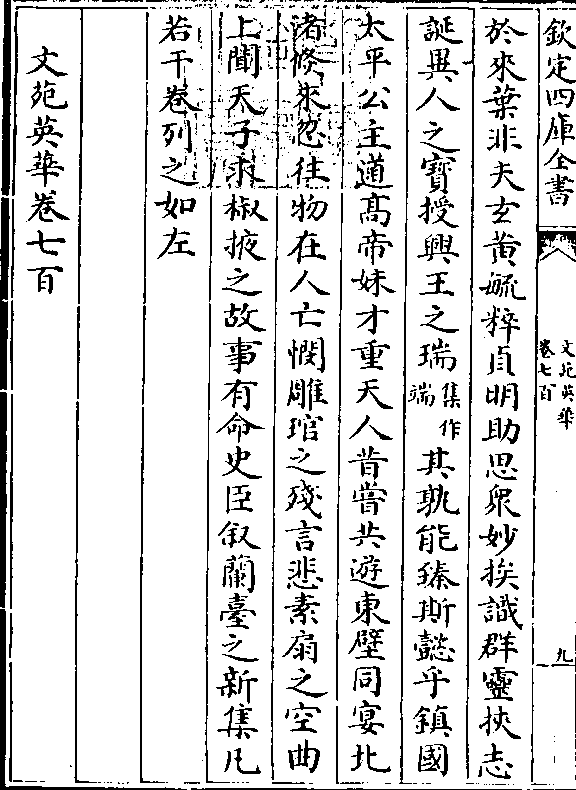 欽定四庫全書
文苑英華
卷七百
九
於來葉非夫玄黄毓粹貞明助思衆妙挨識群靈挾志
誕異人之寶授興王之瑞集作端其孰能臻斯懿乎鎮國
太平公主道髙帝妹才重天人昔嘗共遊東壁同宴北
渚倐來忽往物在人亡憫雕琯之殘言悲素扇之空曲
上聞天子求椒掖之故事有命史臣叙蘭臺之新集凡
若干卷列之如左
文苑英華卷七百